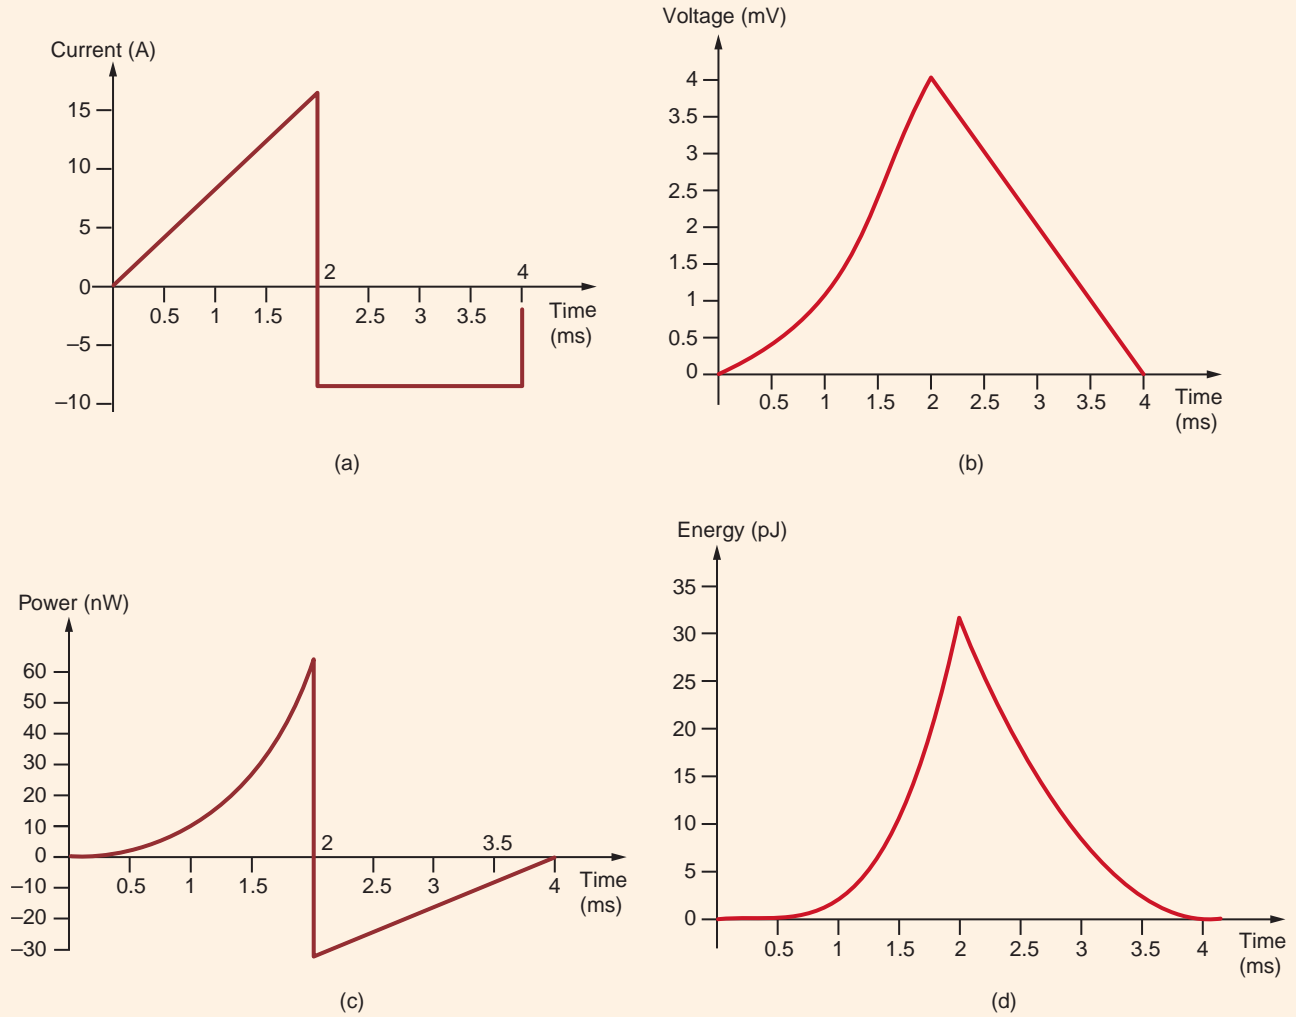 Current (A)
15
10
5
0
–5
–10
2
4
0.5 1 1.5 2.5 3 3.5
Time
(ms)
(a)
Voltage (mV)
4
3.5
3
2.5
2
1.5
1
0.5
0
0.5 1 1.5 2 2.5 3 3.5 4
Time
(ms)
(b)
Power (nW)
60
50
40
30
20
10
0
–10
–20
–30
2
3.5
0.5 1 1.5 2.5 3 4
Time
(ms)
(c)
Energy (pJ)
35
30
25
20
15
10
5
0
0.5 1 1.5 2 2.5 3 3.5 4
Time
(ms)
(d)